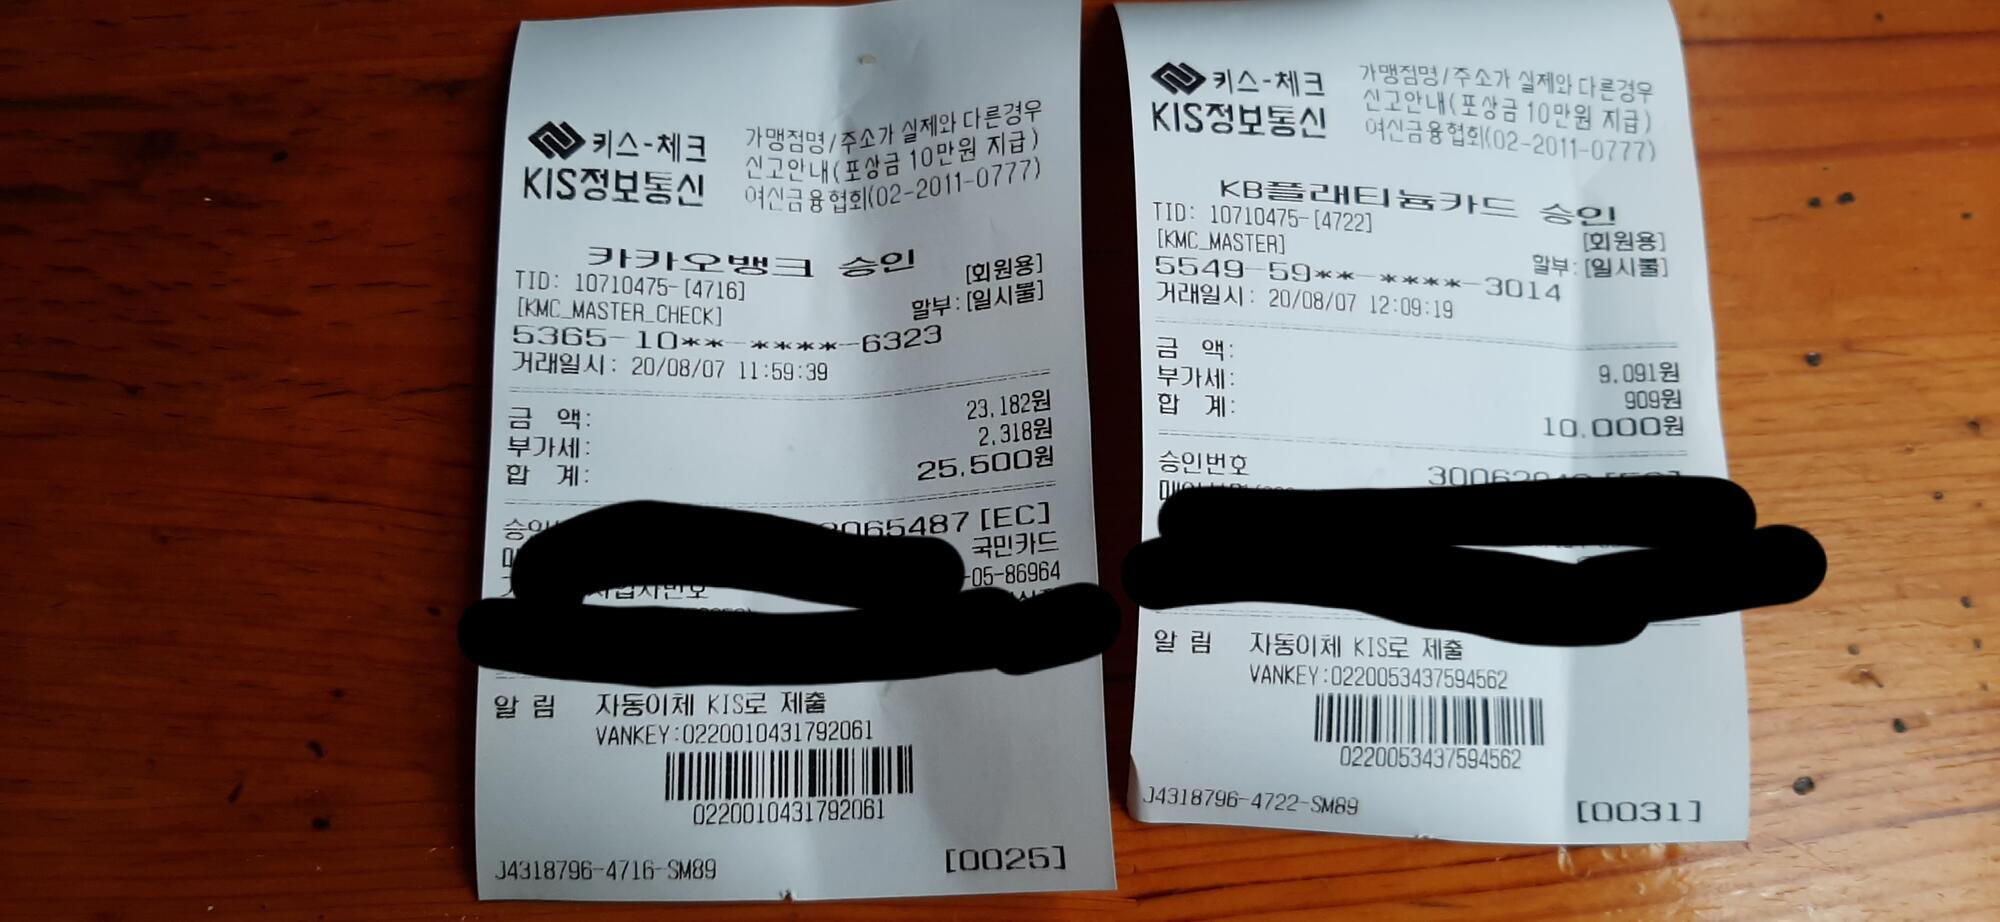 키스-체크
KIS정보통신
가맹점명/주소가 실제와 다른경우
신고안내(포상금 10만원 지급)
여신금융협회(02-2011-0777)
카카오뱅크 승인
TID: 10710475-[4716]
[회원용]
[KMC_MASTER_CHECK]
할부:[일시불]
5365-10**-****-6323
거래일시: 20/08/07 11:59:39
금 액: 23,182원
부가세: 2,318원
합 계: 25,500원
065487 [EC]
국민카드
사업자번호 -05-86964
알 림 자동이체 KIS로 제출
VANKEY:0220010431792061
0220010431792061
J4318796-4716-SM89
[0025]
키스-체크
KIS정보통신
가맹점명/주소가 실제와 다른경우
신고안내(포상금 10만원 지급)
여신금융협회(02-2011-0777)
KB플래티늄카드 승인
TID: 10710475-[4722]
[회원용]
[KMC_MASTER]
할부:[일시불]
5549-59**-****-3014
거래일시: 20/08/07 12:09:19
금 액: 9,091원
부가세: 909원
합 계: 10,000원
승인번호
알 림 자동이체 KIS로 제출
VANKEY:0220053437594562
0220053437594562
J4318796-4722-SM89
[0031]